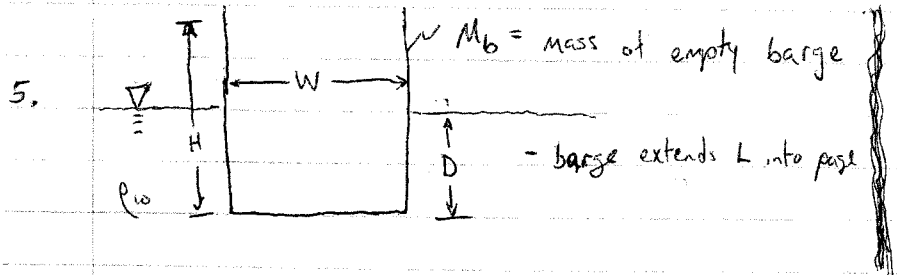 M_b = mass of empty barge
5.
W
H
D
- barge extends L into page
ρ_w